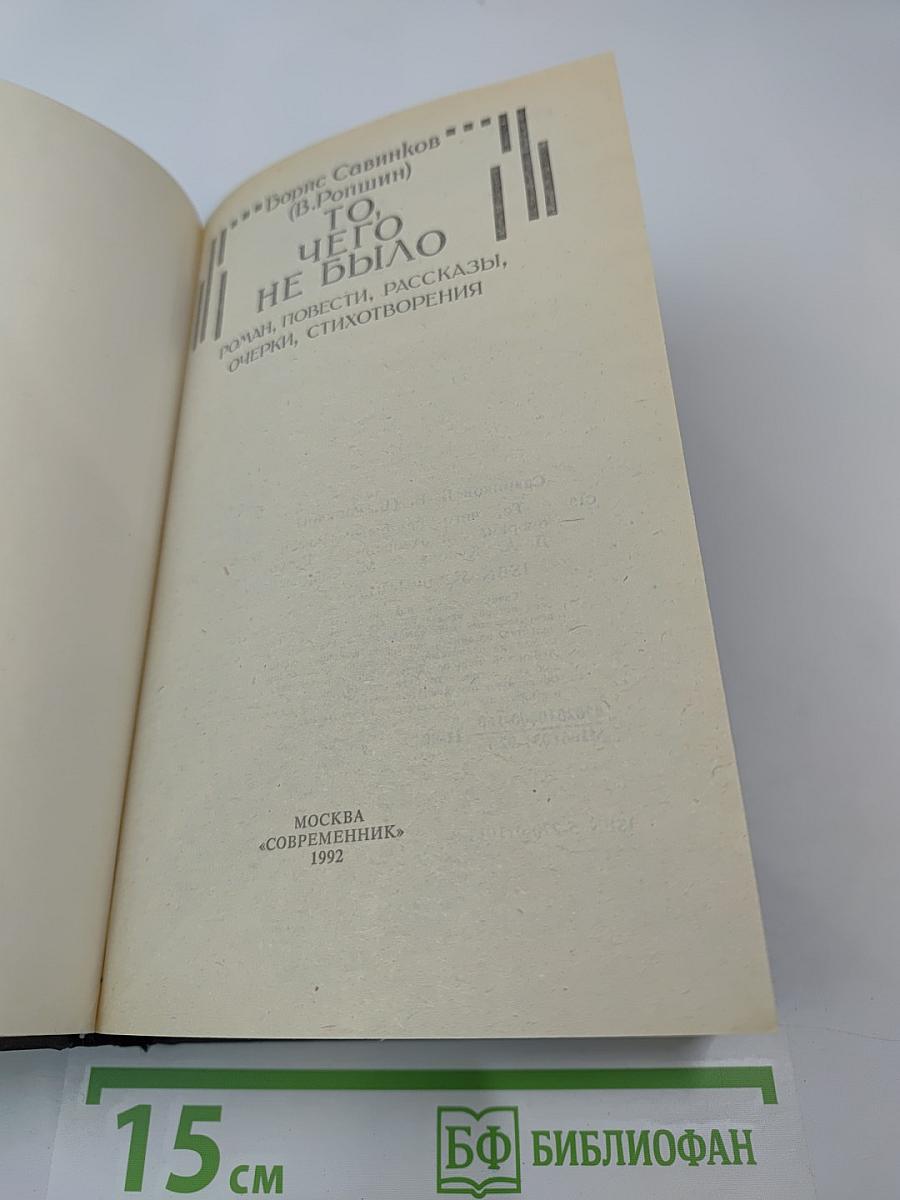 Борис Савинков
(В.Ропшин)
ТО,
ЧЕГО
НЕ БЫЛО
РОМАН, ПОВЕСТИ, РАССКАЗЫ,
ОЧЕРКИ, СТИХОТВОРЕНИЯ
МОСКВА
«СОВРЕМЕННИК»
1992
15 см
БФ БИБЛИОФАН